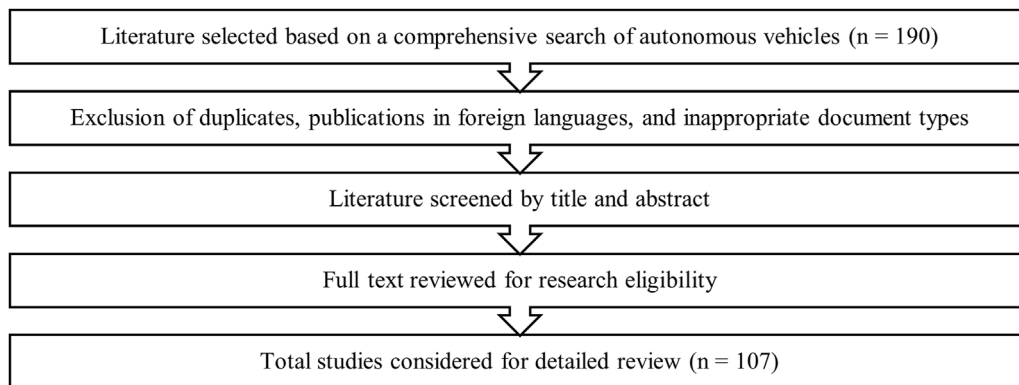 Literature selected based on a comprehensive search of autonomous vehicles (n = 190)
Exclusion of duplicates, publications in foreign languages, and inappropriate document types
Literature screened by title and abstract
Full text reviewed for research eligibility
Total studies considered for detailed review (n = 107)